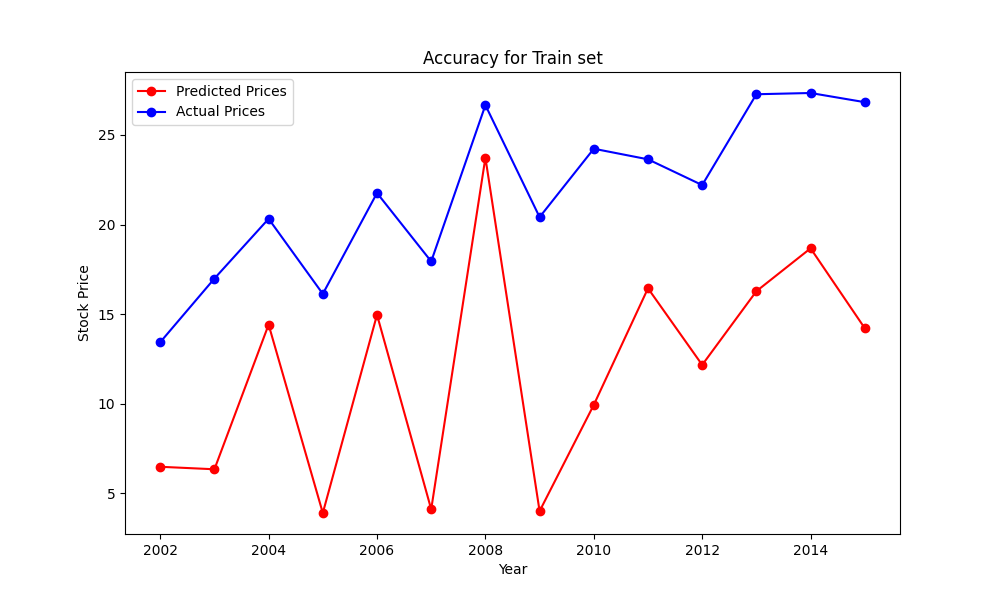 Accuracy for Train set
Predicted Prices
Actual Prices
Stock Price
25
20
15
10
5
2002 2004 2006 2008 2010 2012 2014
Year